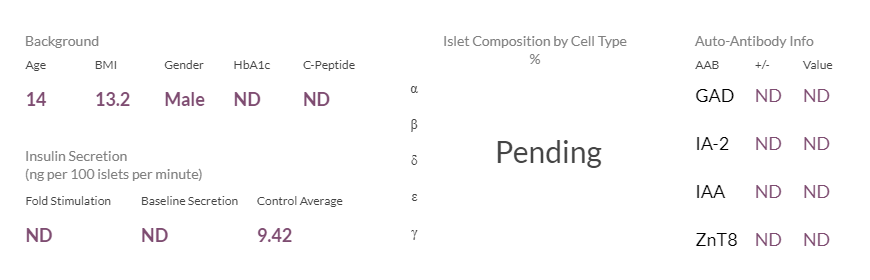 Background
Age BMI Gender HbA1c C-Peptide
14 13.2 Male ND ND
Insulin Secretion
(ng per 100 islets per minute)
Fold Stimulation Baseline Secretion Control Average
ND ND 9.42
Islet Composition by Cell Type
%
α
β
δ
ε
γ
Pending
Auto-Antibody Info
AAB +/- Value
GAD ND ND
IA-2 ND ND
IAA ND ND
ZnT8 ND ND